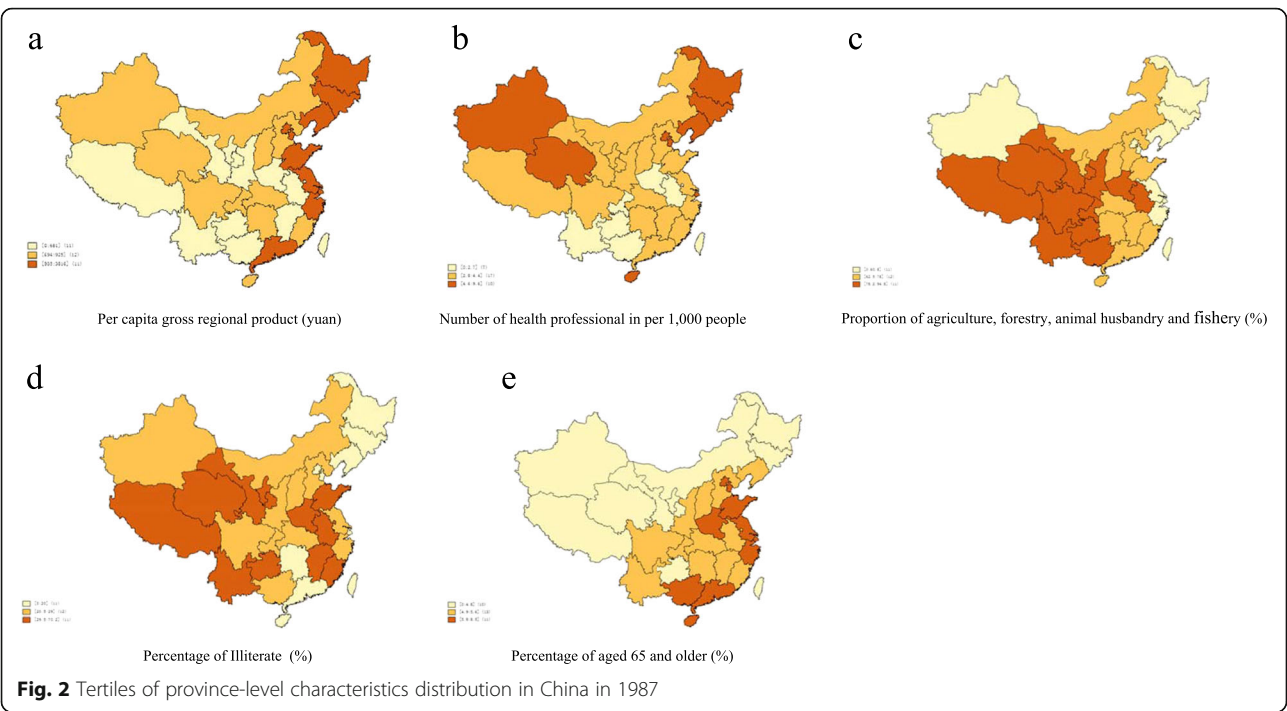 a
b
c
Per capita gross regional product (yuan)
Number of health professional in per 1,000 people
Proportion of agriculture, forestry, animal husbandry and fishery (%)
d
e
Percentage of Illiterate (%)
Percentage of aged 65 and older (%)
Fig. 2 Tertiles of province-level characteristics distribution in China in 1987